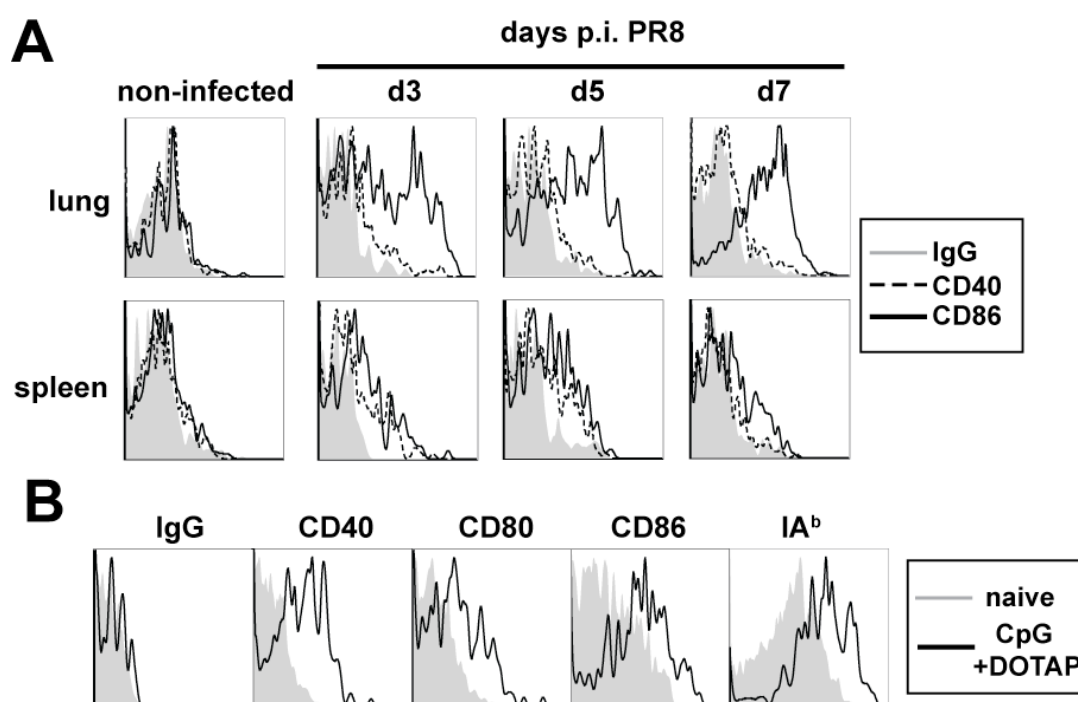 A
days p.i. PR8
non-infected d3 d5 d7
lung
IgG
CD40
CD86
spleen
B
IgG CD40 CD80 CD86 IAᵇ
naive
CpG
+DOTAP